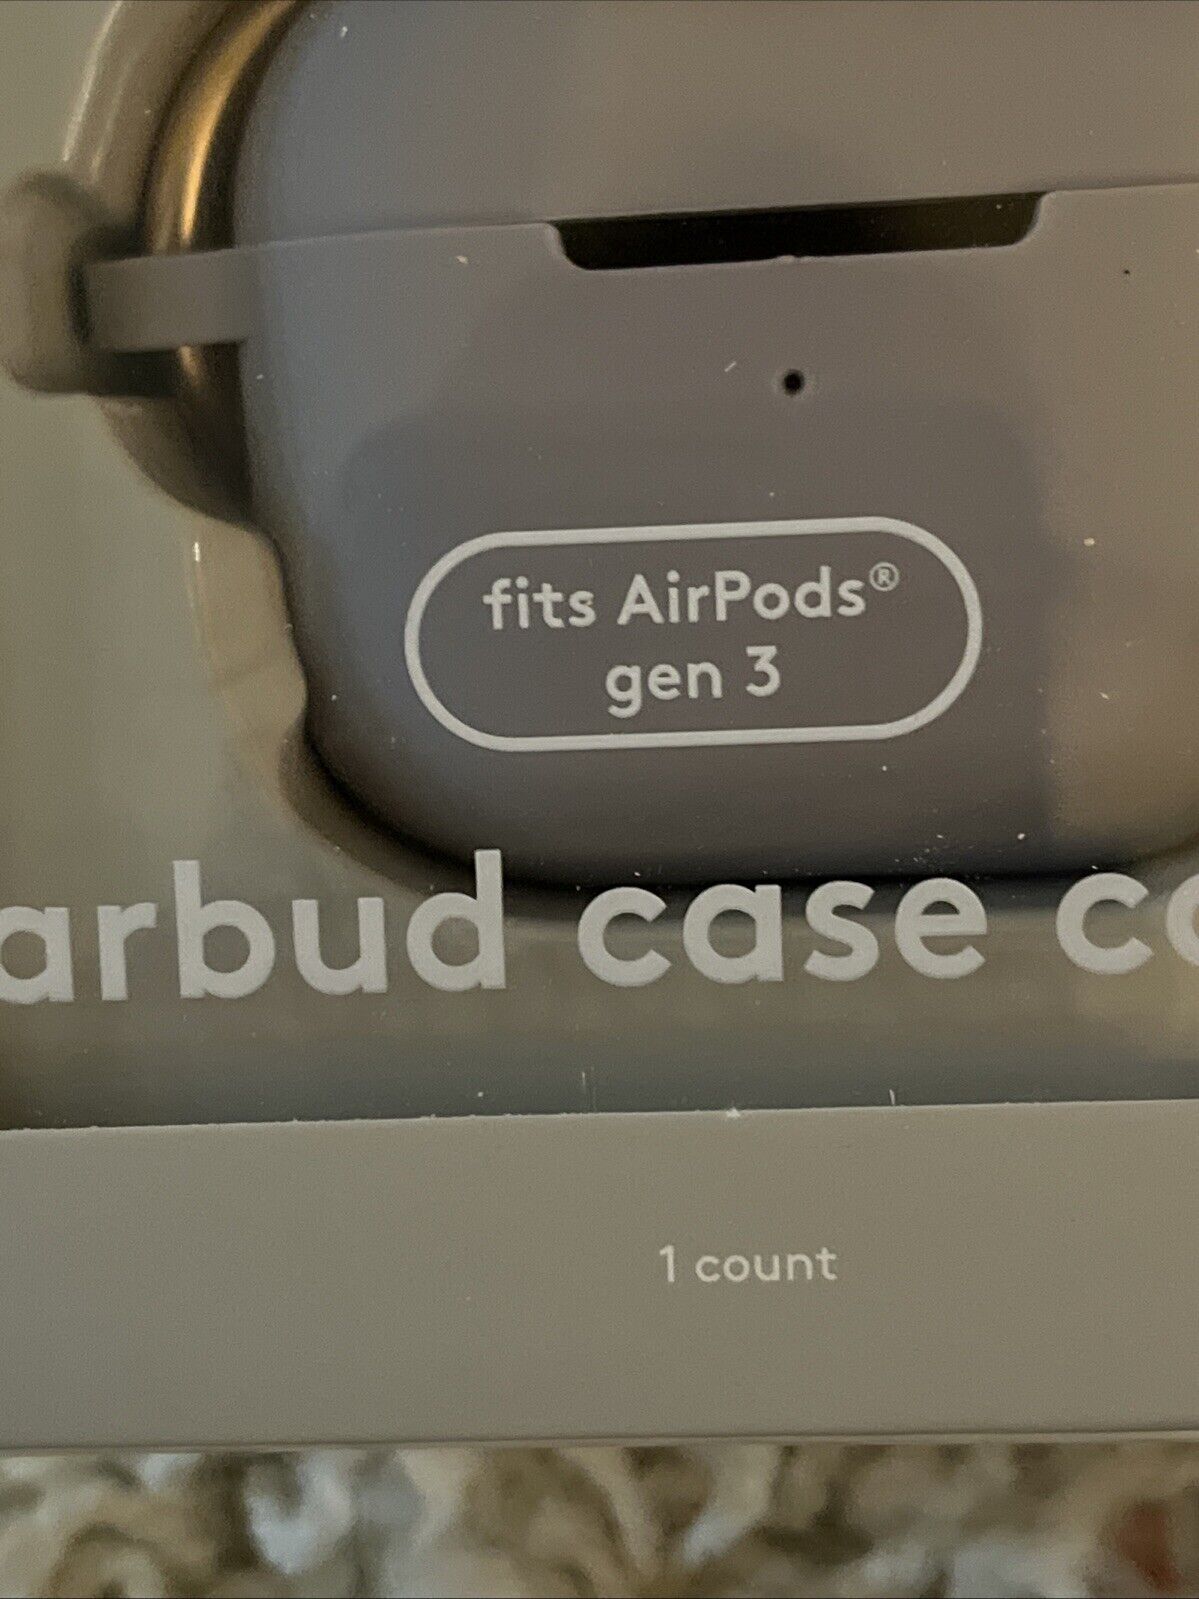 fits AirPods®
gen 3
arbud case c
1 count